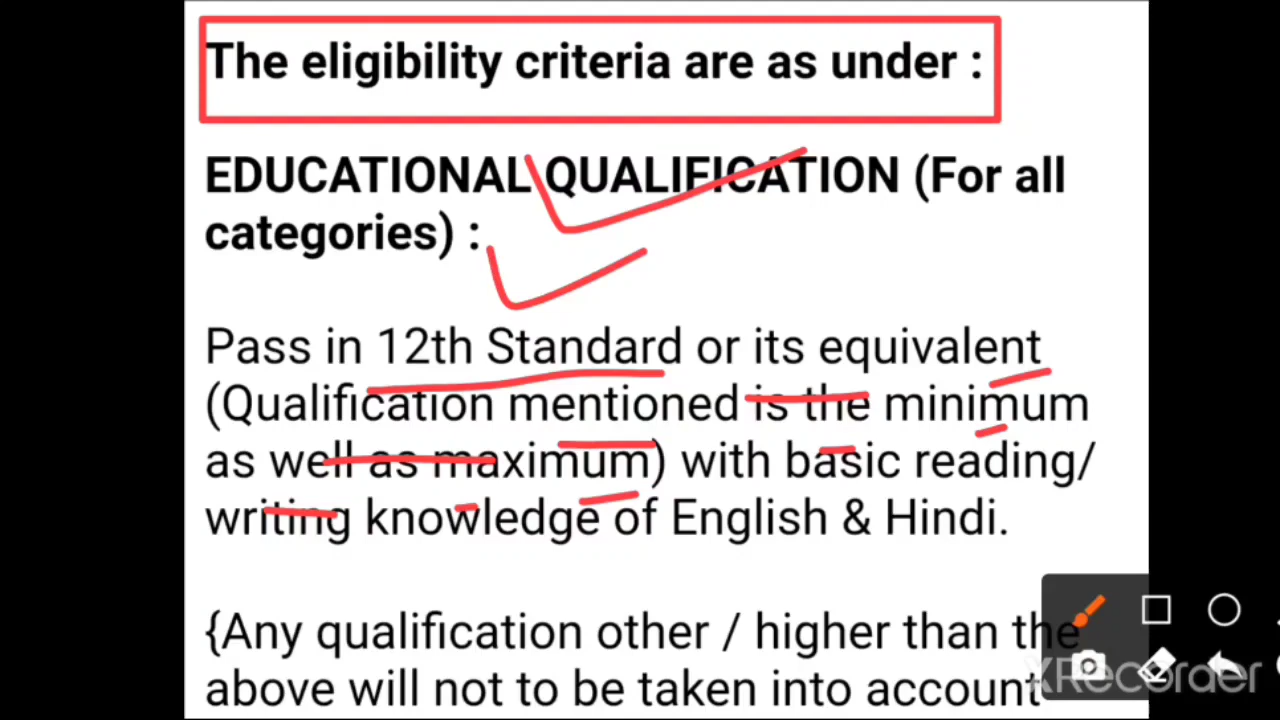 The eligibility criteria are as under :
EDUCATIONAL QUALIFICATION (For all
categories) :
Pass in 12th Standard or its equivalent
(Qualification mentioned is the minimum
as well as maximum) with basic reading/
writing knowledge of English & Hindi.
{Any qualification other / higher than the
above will not to be taken into account
XRecorder